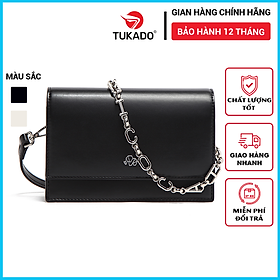 TUKADO
GIAN HÀNG CHÍNH HÃNG
BẢO HÀNH 12 THÁNG
MÀU SẮC
CHẤT LƯỢNG
TỐT
GIAO HÀNG
NHANH
MIỄN PHÍ
ĐỔI TRẢ